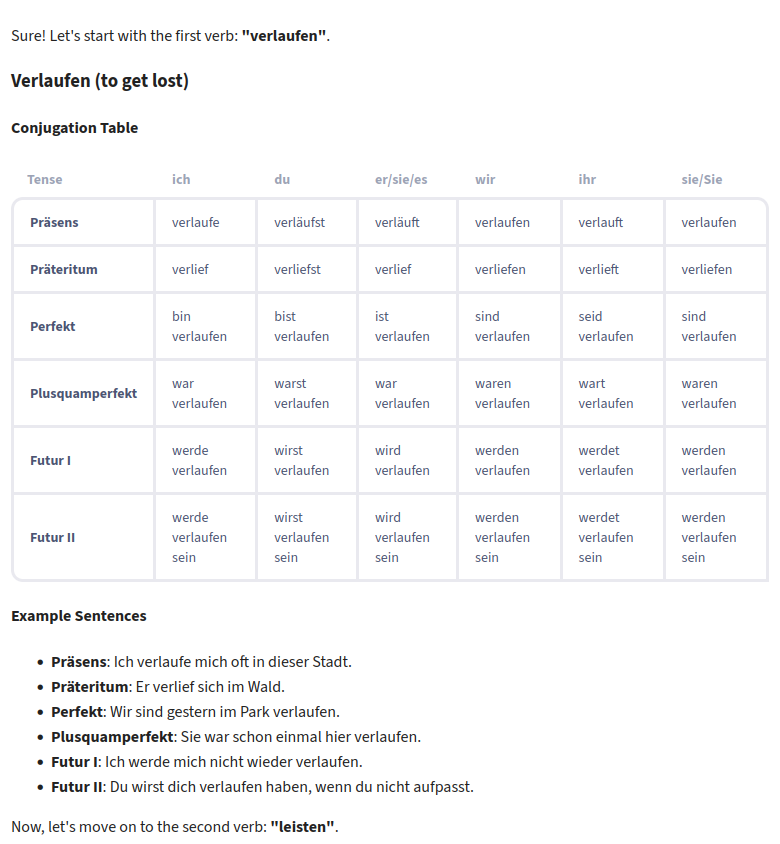 Sure! Let's start with the first verb: "verlaufen".
Verlaufen (to get lost)
Conjugation Table
Tense ich du er/sie/es wir ihr sie/Sie
Präsens verlaufe verläufst verläuft verlaufen verlauft verlaufen
Präteritum verlief verliefst verlief verliefen verlieft verliefen
Perfekt bin verlaufen bist verlaufen ist verlaufen sind verlaufen seid verlaufen sind verlaufen
Plusquamperfekt war verlaufen warst verlaufen war verlaufen waren verlaufen wart verlaufen waren verlaufen
Futur I werde verlaufen wirst verlaufen wird verlaufen werden verlaufen werdet verlaufen werden verlaufen
Futur II werde verlaufen sein wirst verlaufen sein wird verlaufen sein werden verlaufen sein werdet verlaufen sein werden verlaufen sein
Example Sentences
• Präsens: Ich verlaufe mich oft in dieser Stadt.
• Präteritum: Er verlief sich im Wald.
• Perfekt: Wir sind gestern im Park verlaufen.
• Plusquamperfekt: Sie war schon einmal hier verlaufen.
• Futur I: Ich werde mich nicht wieder verlaufen.
• Futur II: Du wirst dich verlaufen haben, wenn du nicht aufpasst.
Now, let's move on to the second verb: "leisten".